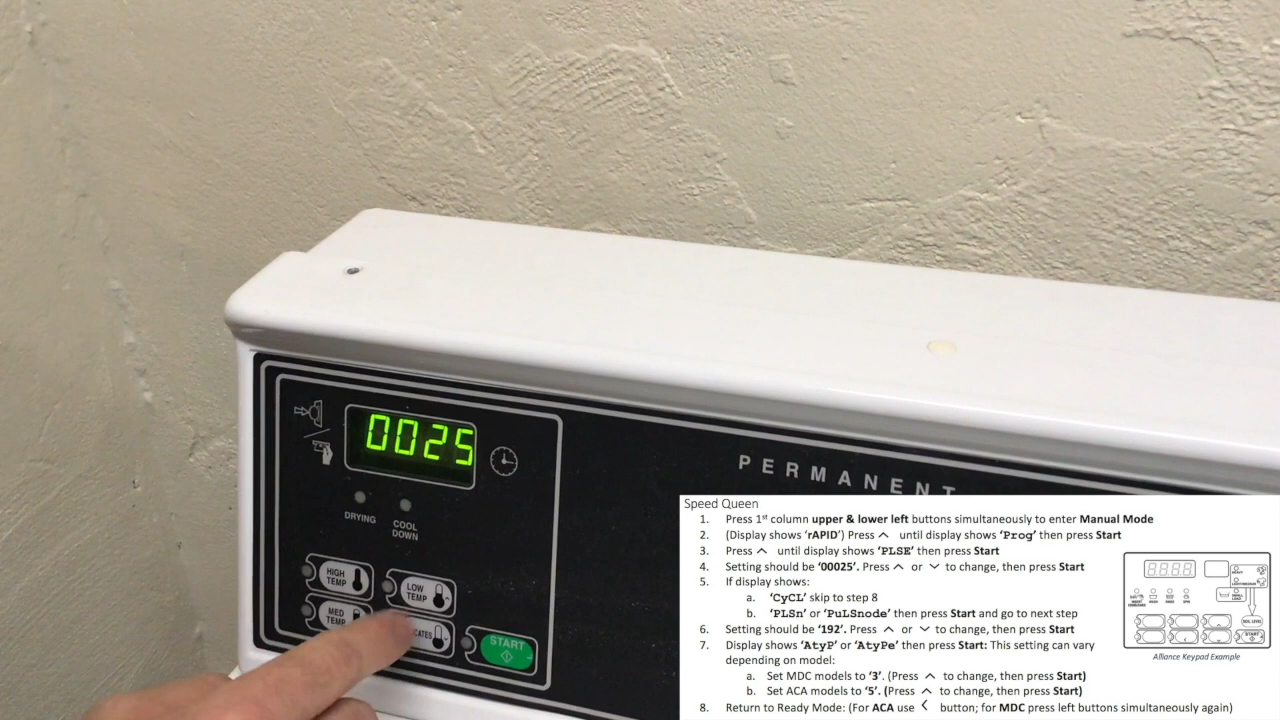 0025
DRYING
COOL
DOWN
HIGH
TEMP
LOW
TEMP
MED
TEMP
START
PERMANENT
Speed Queen
1. Press 1st column upper & lower left buttons simultaneously to enter Manual Mode
2. (Display shows 'rAPID') Press ^ until display shows 'Prog' then press Start
3. Press ^ until display shows 'PLSE' then press Start
4. Setting should be '00025'. Press ^ or ˅ to change, then press Start
5. If display shows:
a. 'CyCL' skip to step 8
b. 'PLSn' or 'PuLSnode' then press Start and go to next step
6. Setting should be '192'. Press ^ or ˅ to change, then press Start
7. Display shows 'AtyP' or 'AtyPe' then press Start: This setting can vary
depending on model:
a. Set MDC models to '3'. (Press ^ to change, then press Start)
b. Set ACA models to '5'. (Press ^ to change, then press Start)
8. Return to Ready Mode: (For ACA use < button; for MDC press left buttons simultaneously again)
SOIL LEVEL
START
Alliance Keypad Example